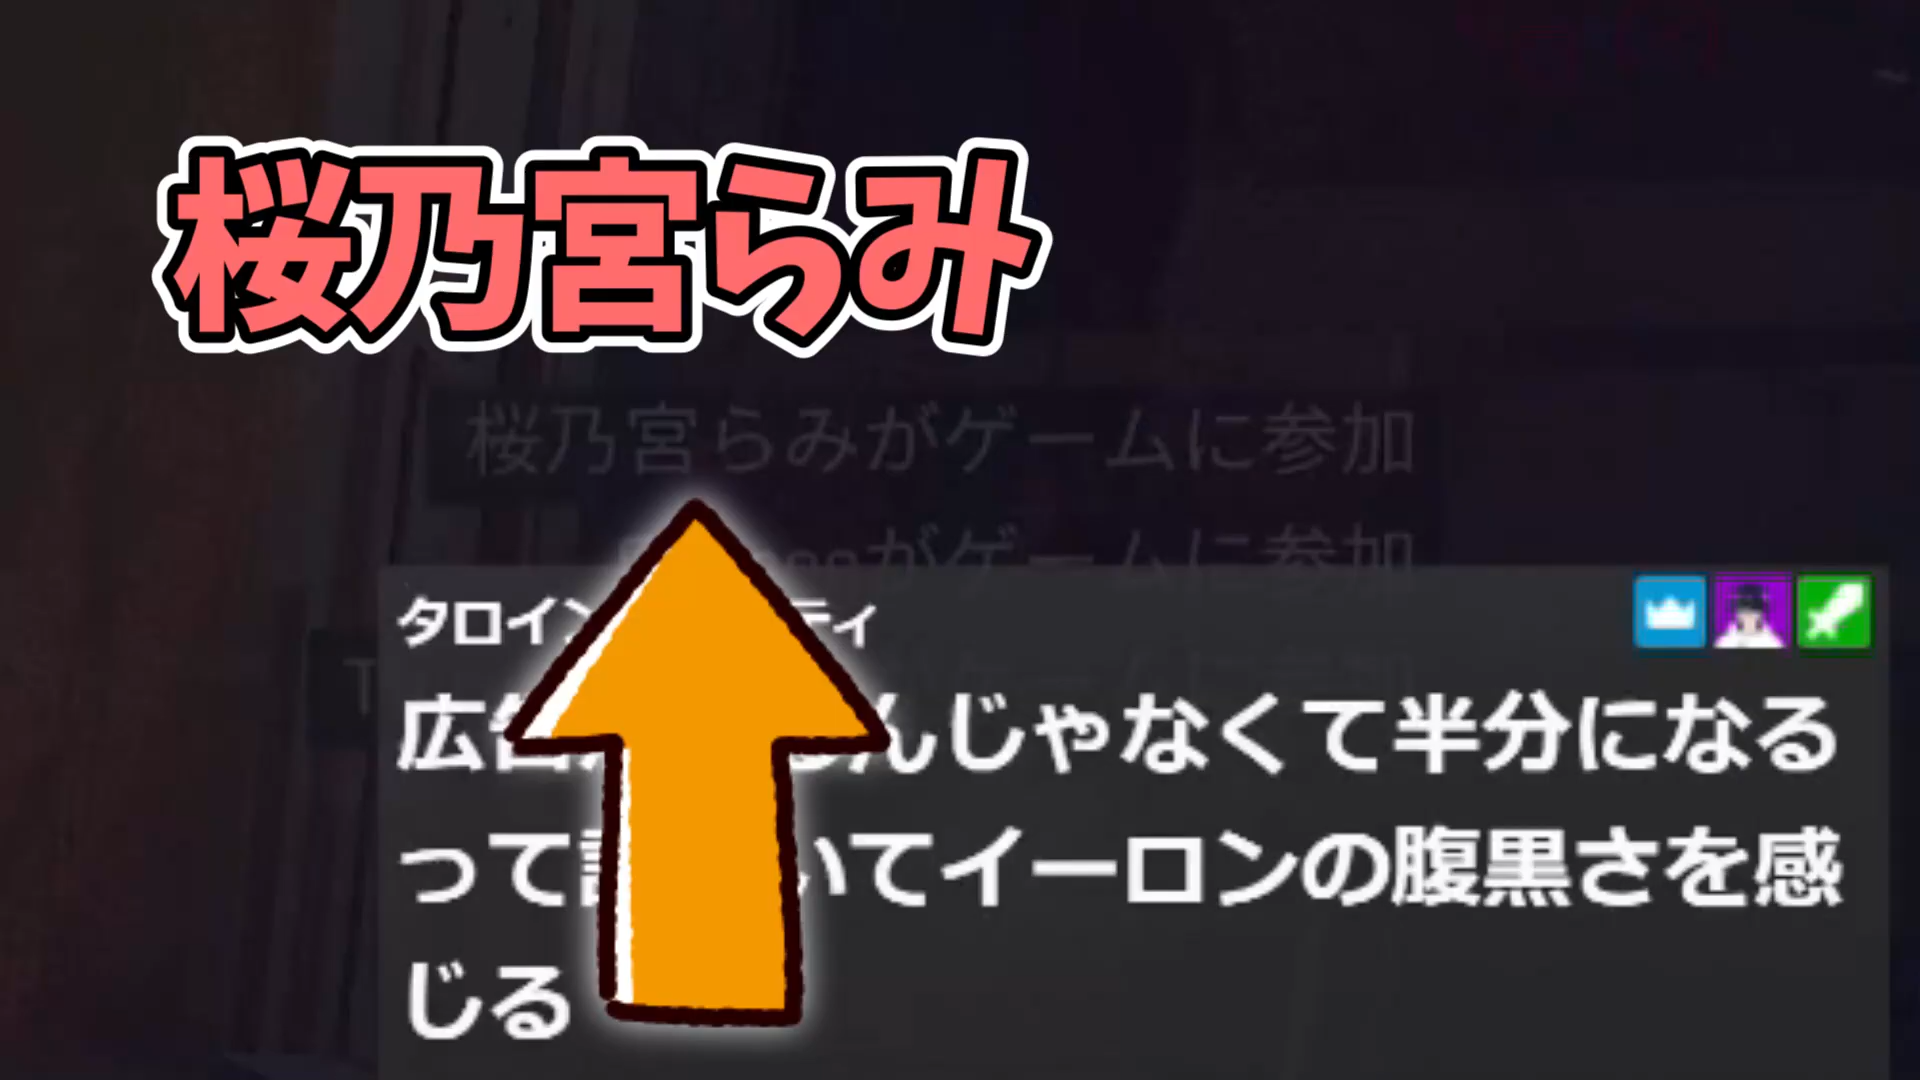 桜乃宮らみ
桜乃宮らみがゲームに参加
がゲームに参加
タロイン ティ
広告 んじゃなくて半分になる
って いてイーロンの腹黒さを感
じる